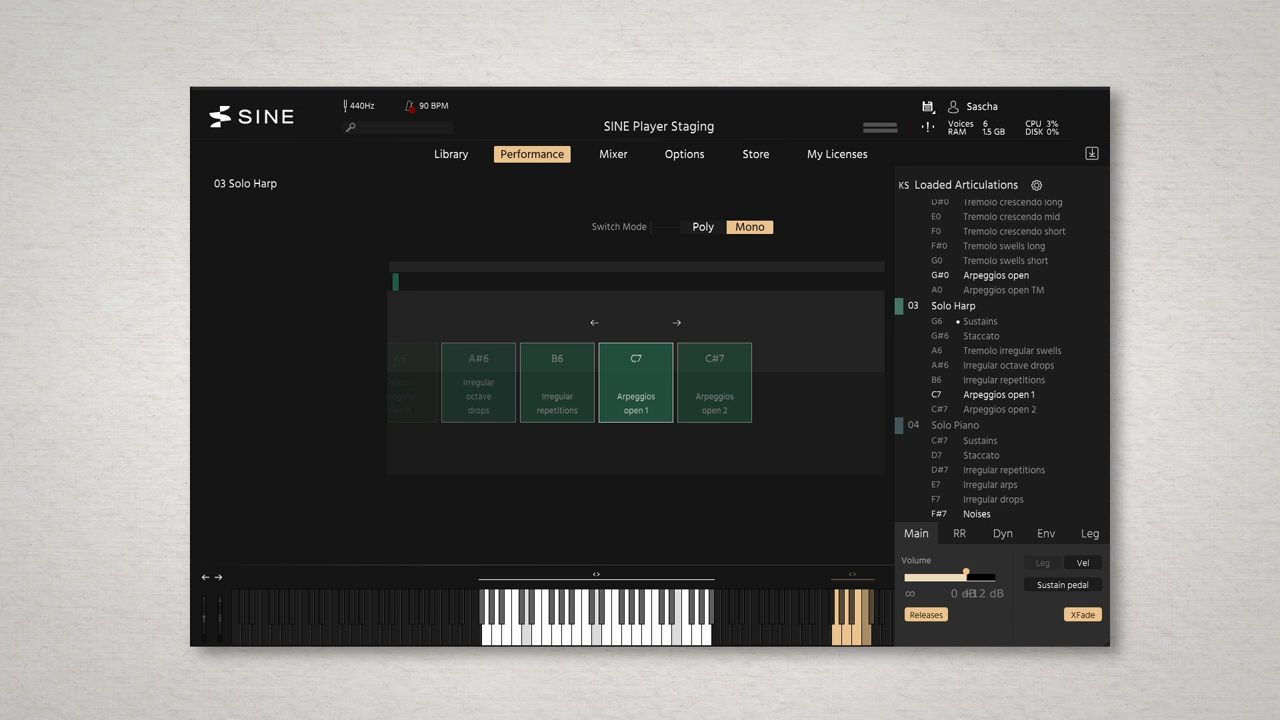 SINE
440Hz
90 BPM
SINE Player Staging
Sascha
Voices 6
RAM 1.5 GB
CPU 3%
DISK 0%
Library
Performance
Mixer
Options
Store
My Licenses
03 Solo Harp
Switch Mode
Poly
Mono
A#6
Irregular
octave
drops
B6
Irregular
repetitions
C7
Arpeggios
open 1
C#7
Arpeggios
open 2
KS Loaded Articulations
D#0 Tremolo crescendo long
E0 Tremolo crescendo mid
F0 Tremolo crescendo short
F#0 Tremolo swells long
G0 Tremolo swells short
G#0 Arpeggios open
A0 Arpeggios open TM
03 Solo Harp
G6 Sustains
G#6 Staccato
A6 Tremolo irregular swells
A#6 Irregular octave drops
B6 Irregular repetitions
C7 Arpeggios open 1
C#7 Arpeggios open 2
04 Solo Piano
C#7 Sustains
D7 Staccato
D#7 Irregular repetitions
E7 Irregular arps
F7 Irregular drops
F#7 Noises
Main RR Dyn Env Leg
Volume
Leg
Vel
Sustain pedal
∞ 0 dB
12 dB
Releases
XFade